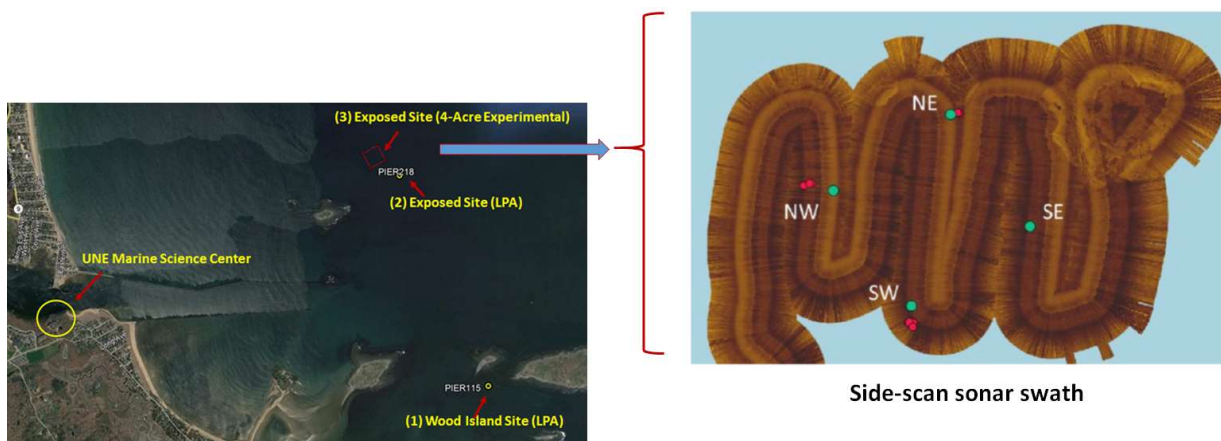 (3) Exposed Site (4-Acre Experimental)
PIER218
(2) Exposed Site (LPA)
UNE Marine Science Center
PIER115
(1) Wood Island Site (LPA)
NE
NW
SE
SW
Side-scan sonar swath